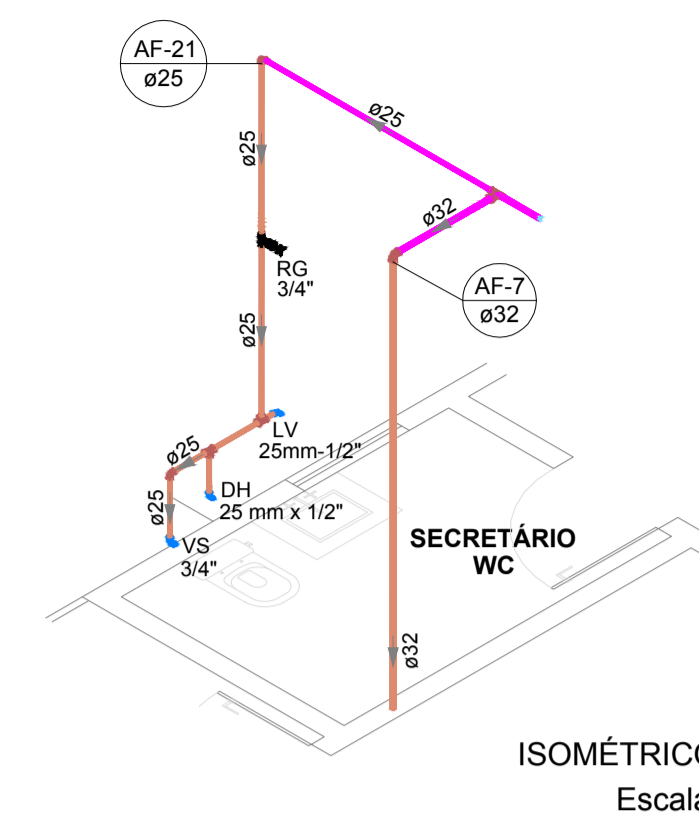 AF-21
ø25
ø25
ø25
ø32
RG
3/4"
AF-7
ø32
ø25
LV
25mm-1/2"
ø25
DH
25 mm x 1/2"
ø25
VS
3/4"
SECRETÁRIO
WC
ø32
ISOMÉTRICO
Escala